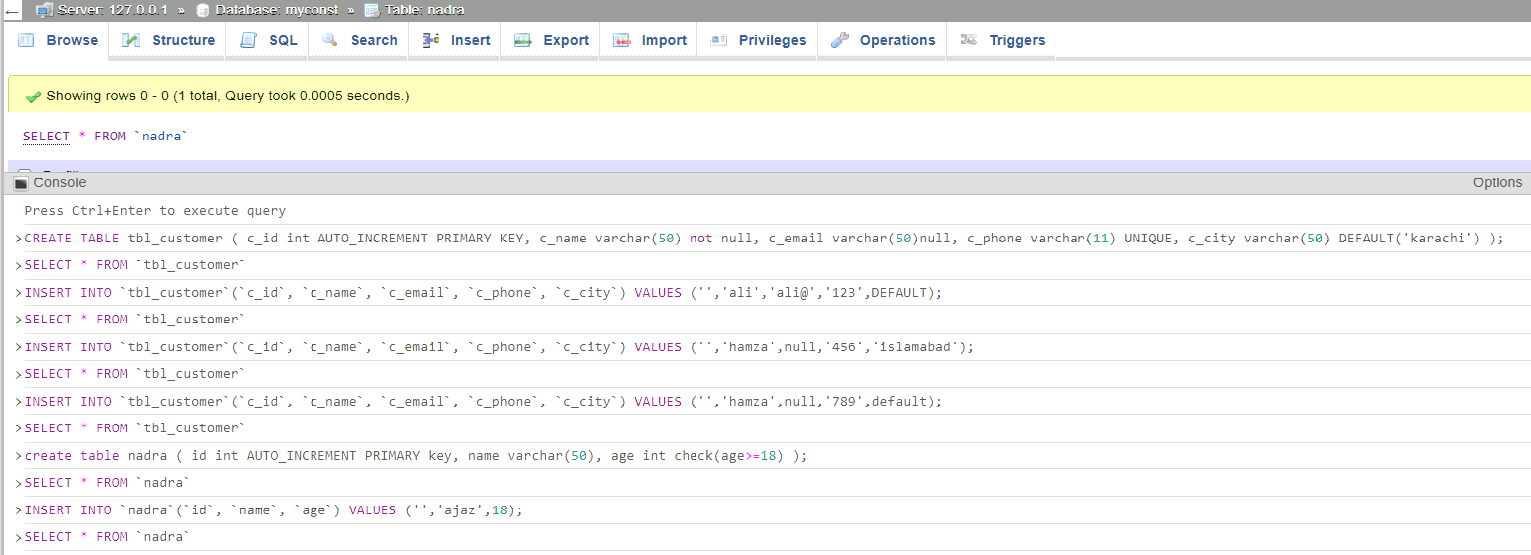 ← Server: 127.0.0.1 » Database: myconst » Table: nadra
Browse Structure SQL Search Insert Export Import Privileges Operations Triggers
Showing rows 0 - 0 (1 total, Query took 0.0005 seconds.)
SELECT * FROM `nadra`
Console Options
Press Ctrl+Enter to execute query
>CREATE TABLE tbl_customer ( c_id int AUTO_INCREMENT PRIMARY KEY, c_name varchar(50) not null, c_email varchar(50)null, c_phone varchar(11) UNIQUE, c_city varchar(50) DEFAULT('karachi') );
>SELECT * FROM `tbl_customer`
>INSERT INTO `tbl_customer`(`c_id`, `c_name`, `c_email`, `c_phone`, `c_city`) VALUES ('','ali','ali@','123',DEFAULT);
>SELECT * FROM `tbl_customer`
>INSERT INTO `tbl_customer`(`c_id`, `c_name`, `c_email`, `c_phone`, `c_city`) VALUES ('','hamza',null,'456','islamabad');
>SELECT * FROM `tbl_customer`
>INSERT INTO `tbl_customer`(`c_id`, `c_name`, `c_email`, `c_phone`, `c_city`) VALUES ('','hamza',null,'789',default);
>SELECT * FROM `tbl_customer`
>create table nadra ( id int AUTO_INCREMENT PRIMARY key, name varchar(50), age int check(age>=18) );
>SELECT * FROM `nadra`
>INSERT INTO `nadra`(`id`, `name`, `age`) VALUES ('','ajaz',18);
>SELECT * FROM `nadra`